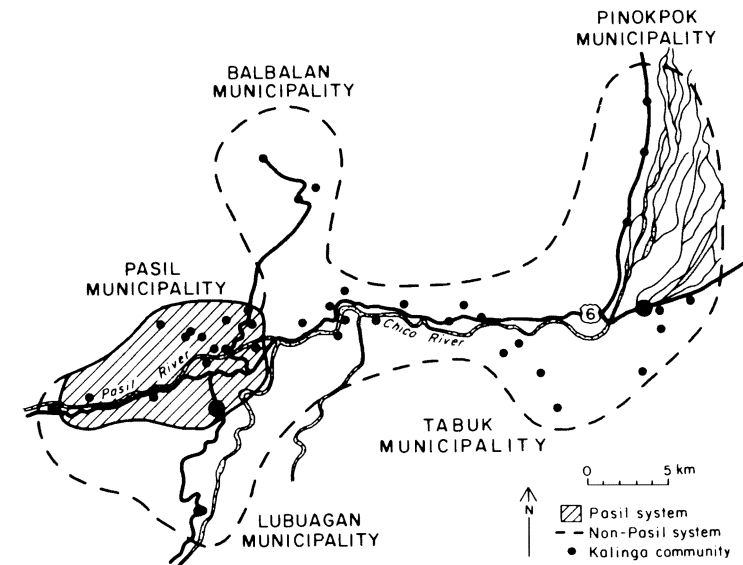 PINOKPOK
MUNICIPALITY
BALBALAN
MUNICIPALITY
PASIL
MUNICIPALITY
6
Chico River
Pasil River
TABUK
MUNICIPALITY
0 5 km
LUBUAGAN
MUNICIPALITY
N
Pasil system
Non-Pasil system
Kalinga community